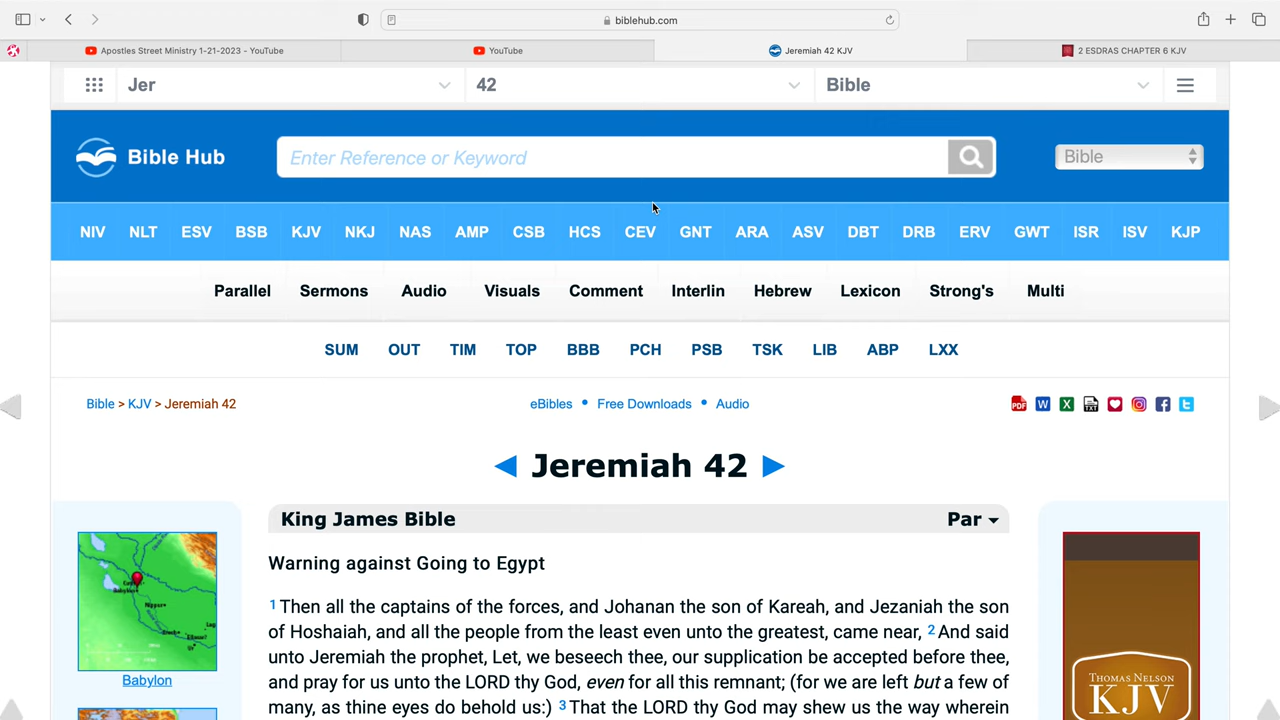 biblehub.com
Apostles Street Ministry 1-21-2023 - YouTube
YouTube
Jeremiah 42 KJV
2 ESDRAS CHAPTER 6 KJV
Jer 42 Bible
Bible Hub Enter Reference or Keyword Bible
NIV NLT ESV BSB KJV NKJ NAS AMP CSB HCS CEV GNT ARA ASV DBT DRB ERV GWT ISR ISV KJP
Parallel Sermons Audio Visuals Comment Interlin Hebrew Lexicon Strong's Multi
SUM OUT TIM TOP BBB PCH PSB TSK LIB ABP LXX
Bible > KJV > Jeremiah 42
eBibles • Free Downloads • Audio
PDF W X TXT
◄ Jeremiah 42 ►
King James Bible Par
Warning against Going to Egypt
1 Then all the captains of the forces, and Johanan the son of Kareah, and Jezaniah the son
of Hoshaiah, and all the people from the least even unto the greatest, came near, 2 And said
unto Jeremiah the prophet, Let, we beseech thee, our supplication be accepted before thee,
and pray for us unto the LORD thy God, even for all this remnant; (for we are left but a few of
many, as thine eyes do behold us:) 3 That the LORD thy God may shew us the way wherein
Babylon
THOMAS NELSON
KJV